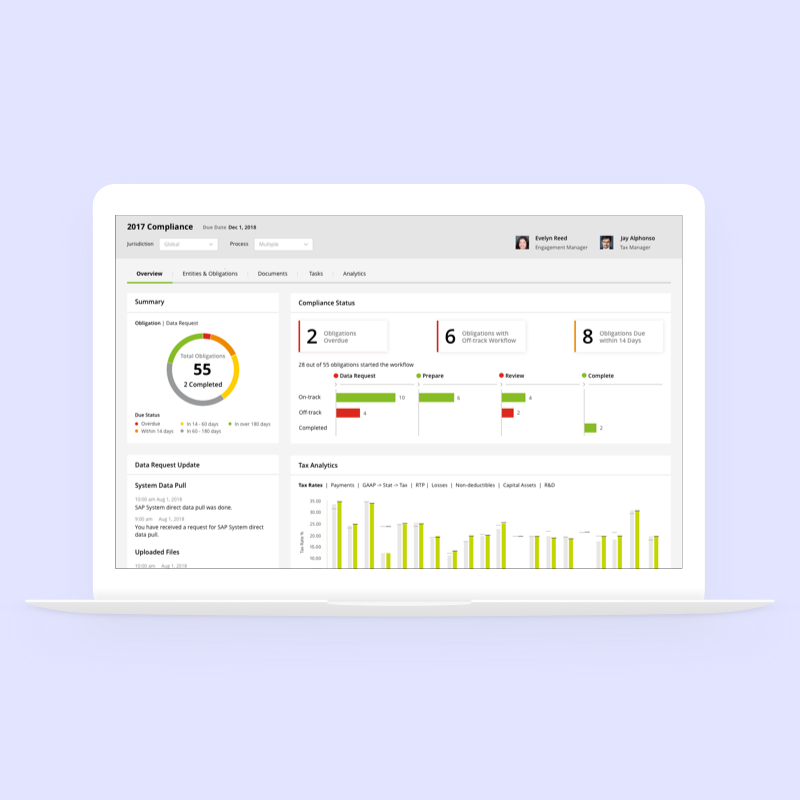 2017 Compliance Due Date Dec 1, 2018
Jurisdiction Global Process Multiple
Evelyn Reed
Engagement Manager
Jay Alphonso
Tax Manager
Overview Entities & Obligations Documents Tasks Analytics
Summary
Obligation | Data Request
Total Obligations
55
2 Completed
Due Status
Overdue In 14 - 60 days In over 180 days
Within 14 days In 60 - 180 days
Compliance Status
2 Obligations
Overdue
6 Obligations with
Off-track Workflow
8 Obligations Due
within 14 Days
28 out of 55 obligations started the workflow
Data Request Prepare Review Complete
On-track 10 6 4
Off-track 4 2
Completed 2
Data Request Update
System Data Pull
10:00 am Aug 1, 2018
SAP System direct data pull was done.
9:00 am Aug 1, 2018
You have received a request for SAP System direct
data pull.
Uploaded Files
10:00 am Aug 1, 2018
Tax Analytics
Tax Rates | Payments | GAAP -> Stat -> Tax | RTP | Losses | Non-deductibles | Capital Assets | R&D
Tax Rate %
35.00
30.00
25.00
20.00
15.00
10.00